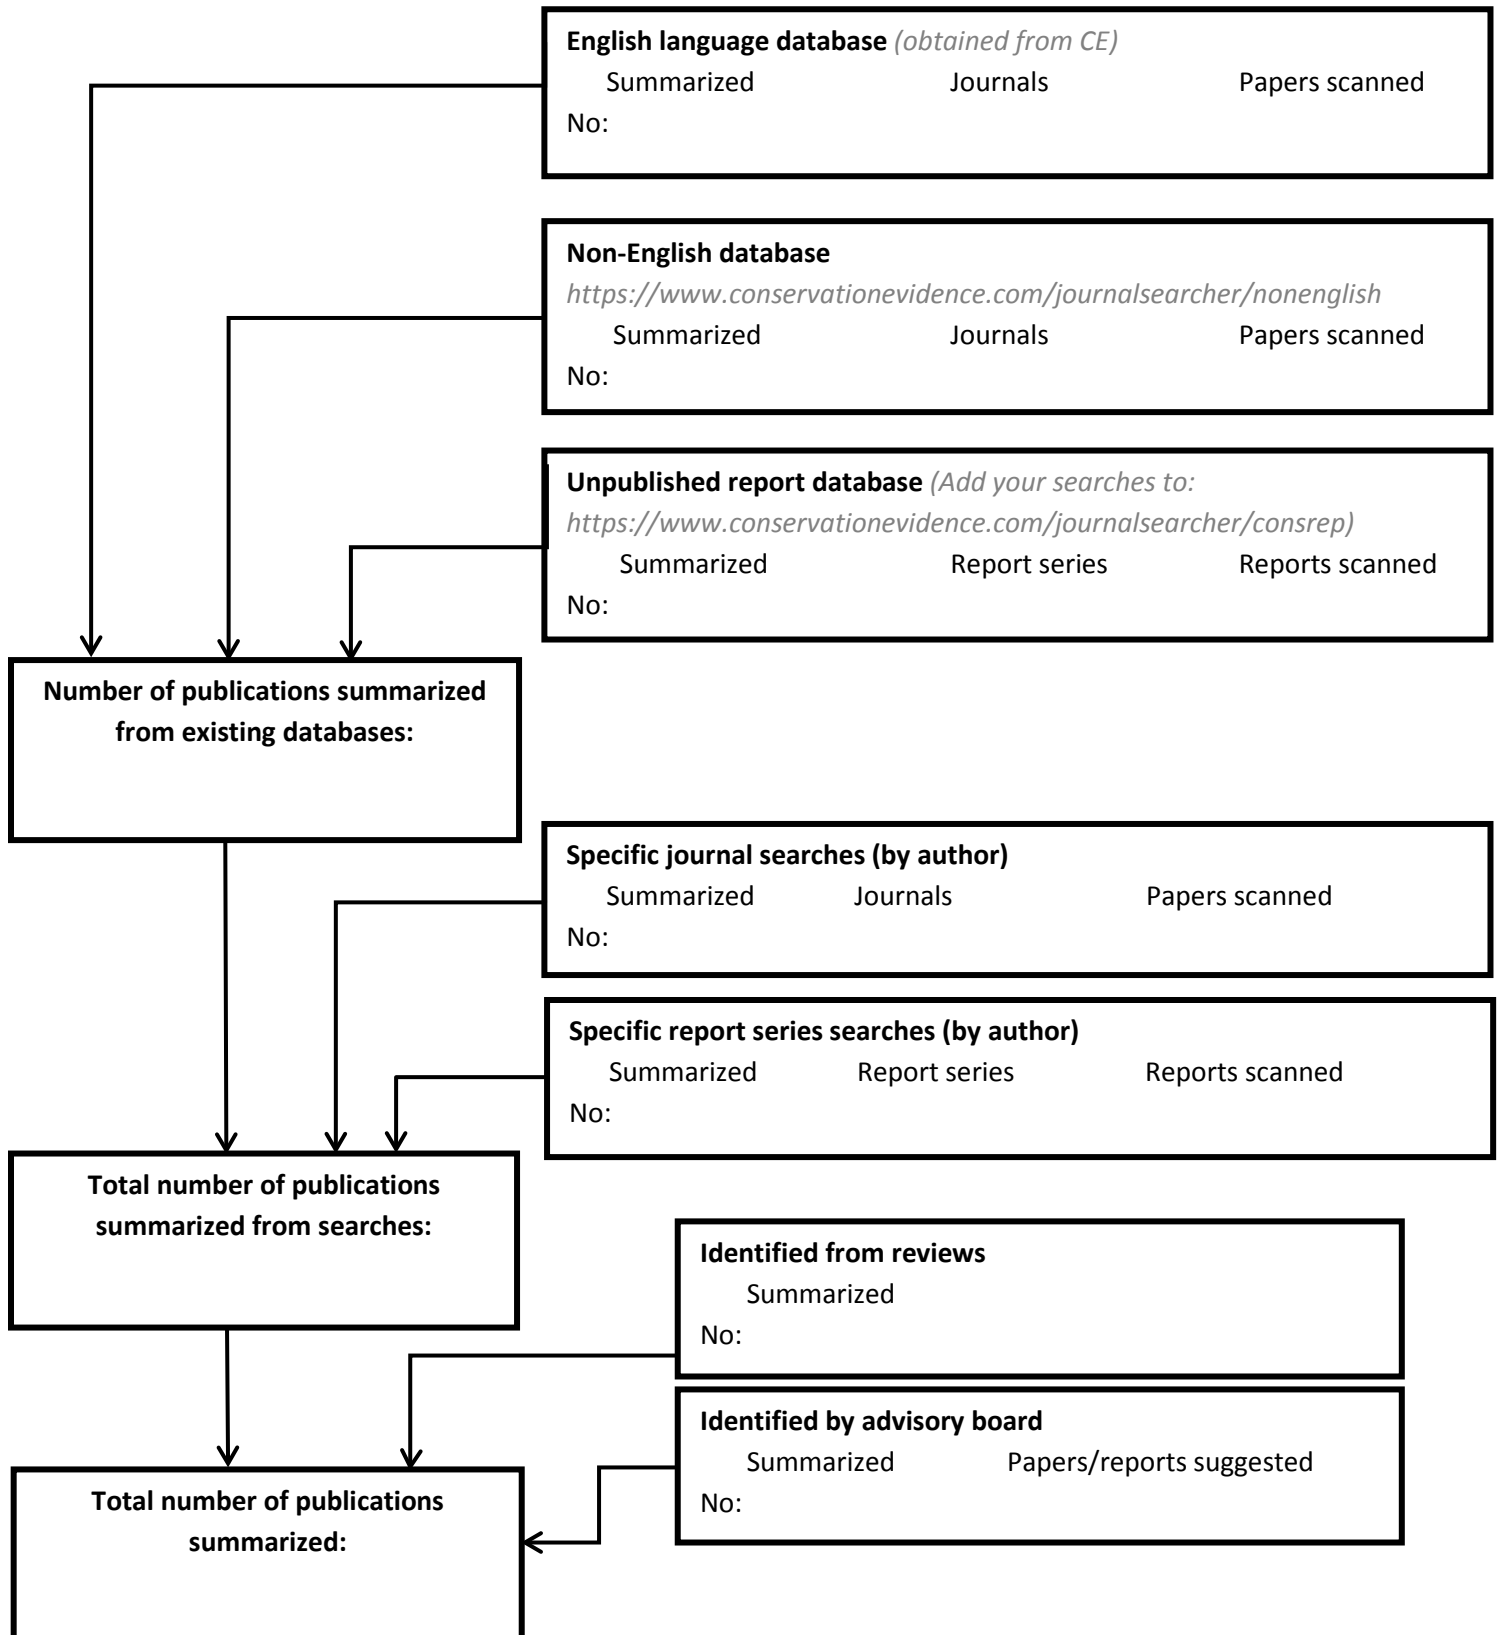 English language database (obtained from CE)
Summarized Journals Papers scanned
No:
Non-English database
https://www.conservationevidence.com/journalsearcher/nonenglish
Summarized Journals Papers scanned
No:
Unpublished report database (Add your searches to:
https://www.conservationevidence.com/journalsearcher/consrep)
Summarized Report series Reports scanned
No:
Number of publications summarized
from existing databases:
Specific journal searches (by author)
Summarized Journals Papers scanned
No:
Specific report series searches (by author)
Summarized Report series Reports scanned
No:
Total number of publications
summarized from searches:
Identified from reviews
Summarized
No:
Identified by advisory board
Summarized Papers/reports suggested
No:
Total number of publications
summarized: